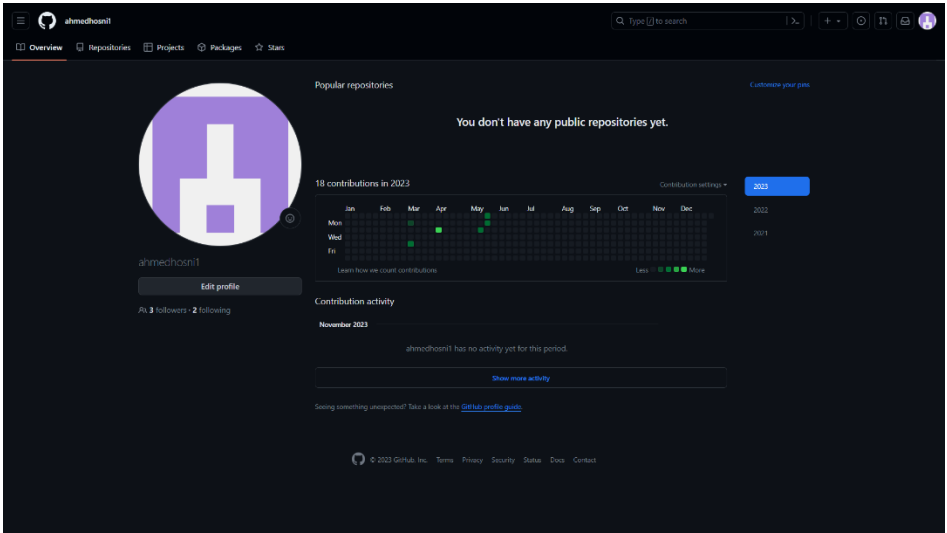 ahmedhosni1
Type [/] to search
Overview
Repositories
Projects
Packages
Stars
ahmedhosni1
Edit profile
3 followers · 2 following
Popular repositories
Customize your pins
You don't have any public repositories yet.
18 contributions in 2023
Contribution settings
Jan Feb Mar Apr May Jun Jul Aug Sep Oct Nov Dec
Mon
Wed
Fri
Learn how we count contributions
Less
More
2023
2022
2021
Contribution activity
November 2023
ahmedhosni1 has no activity yet for this period.
Show more activity
Seeing something unexpected? Take a look at the GitHub profile guide.
© 2023 GitHub, Inc. Terms Privacy Security Status Docs Contact